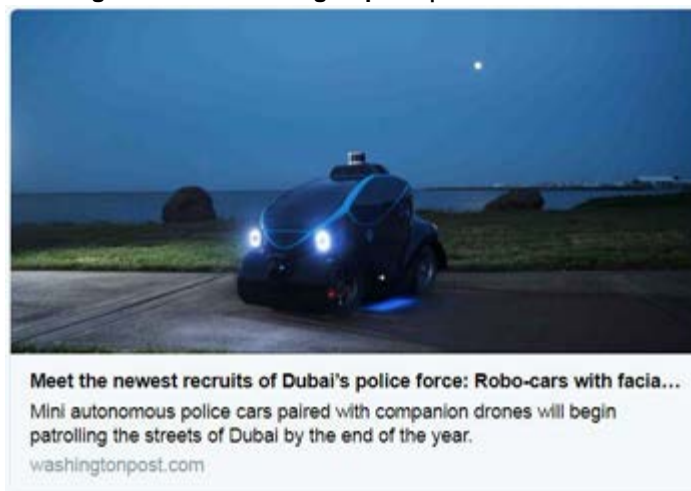 Meet the newest recruits of Dubai's police force: Robo-cars with facia...
Mini autonomous police cars paired with companion drones will begin
patrolling the streets of Dubai by the end of the year.
washingtonpost.com